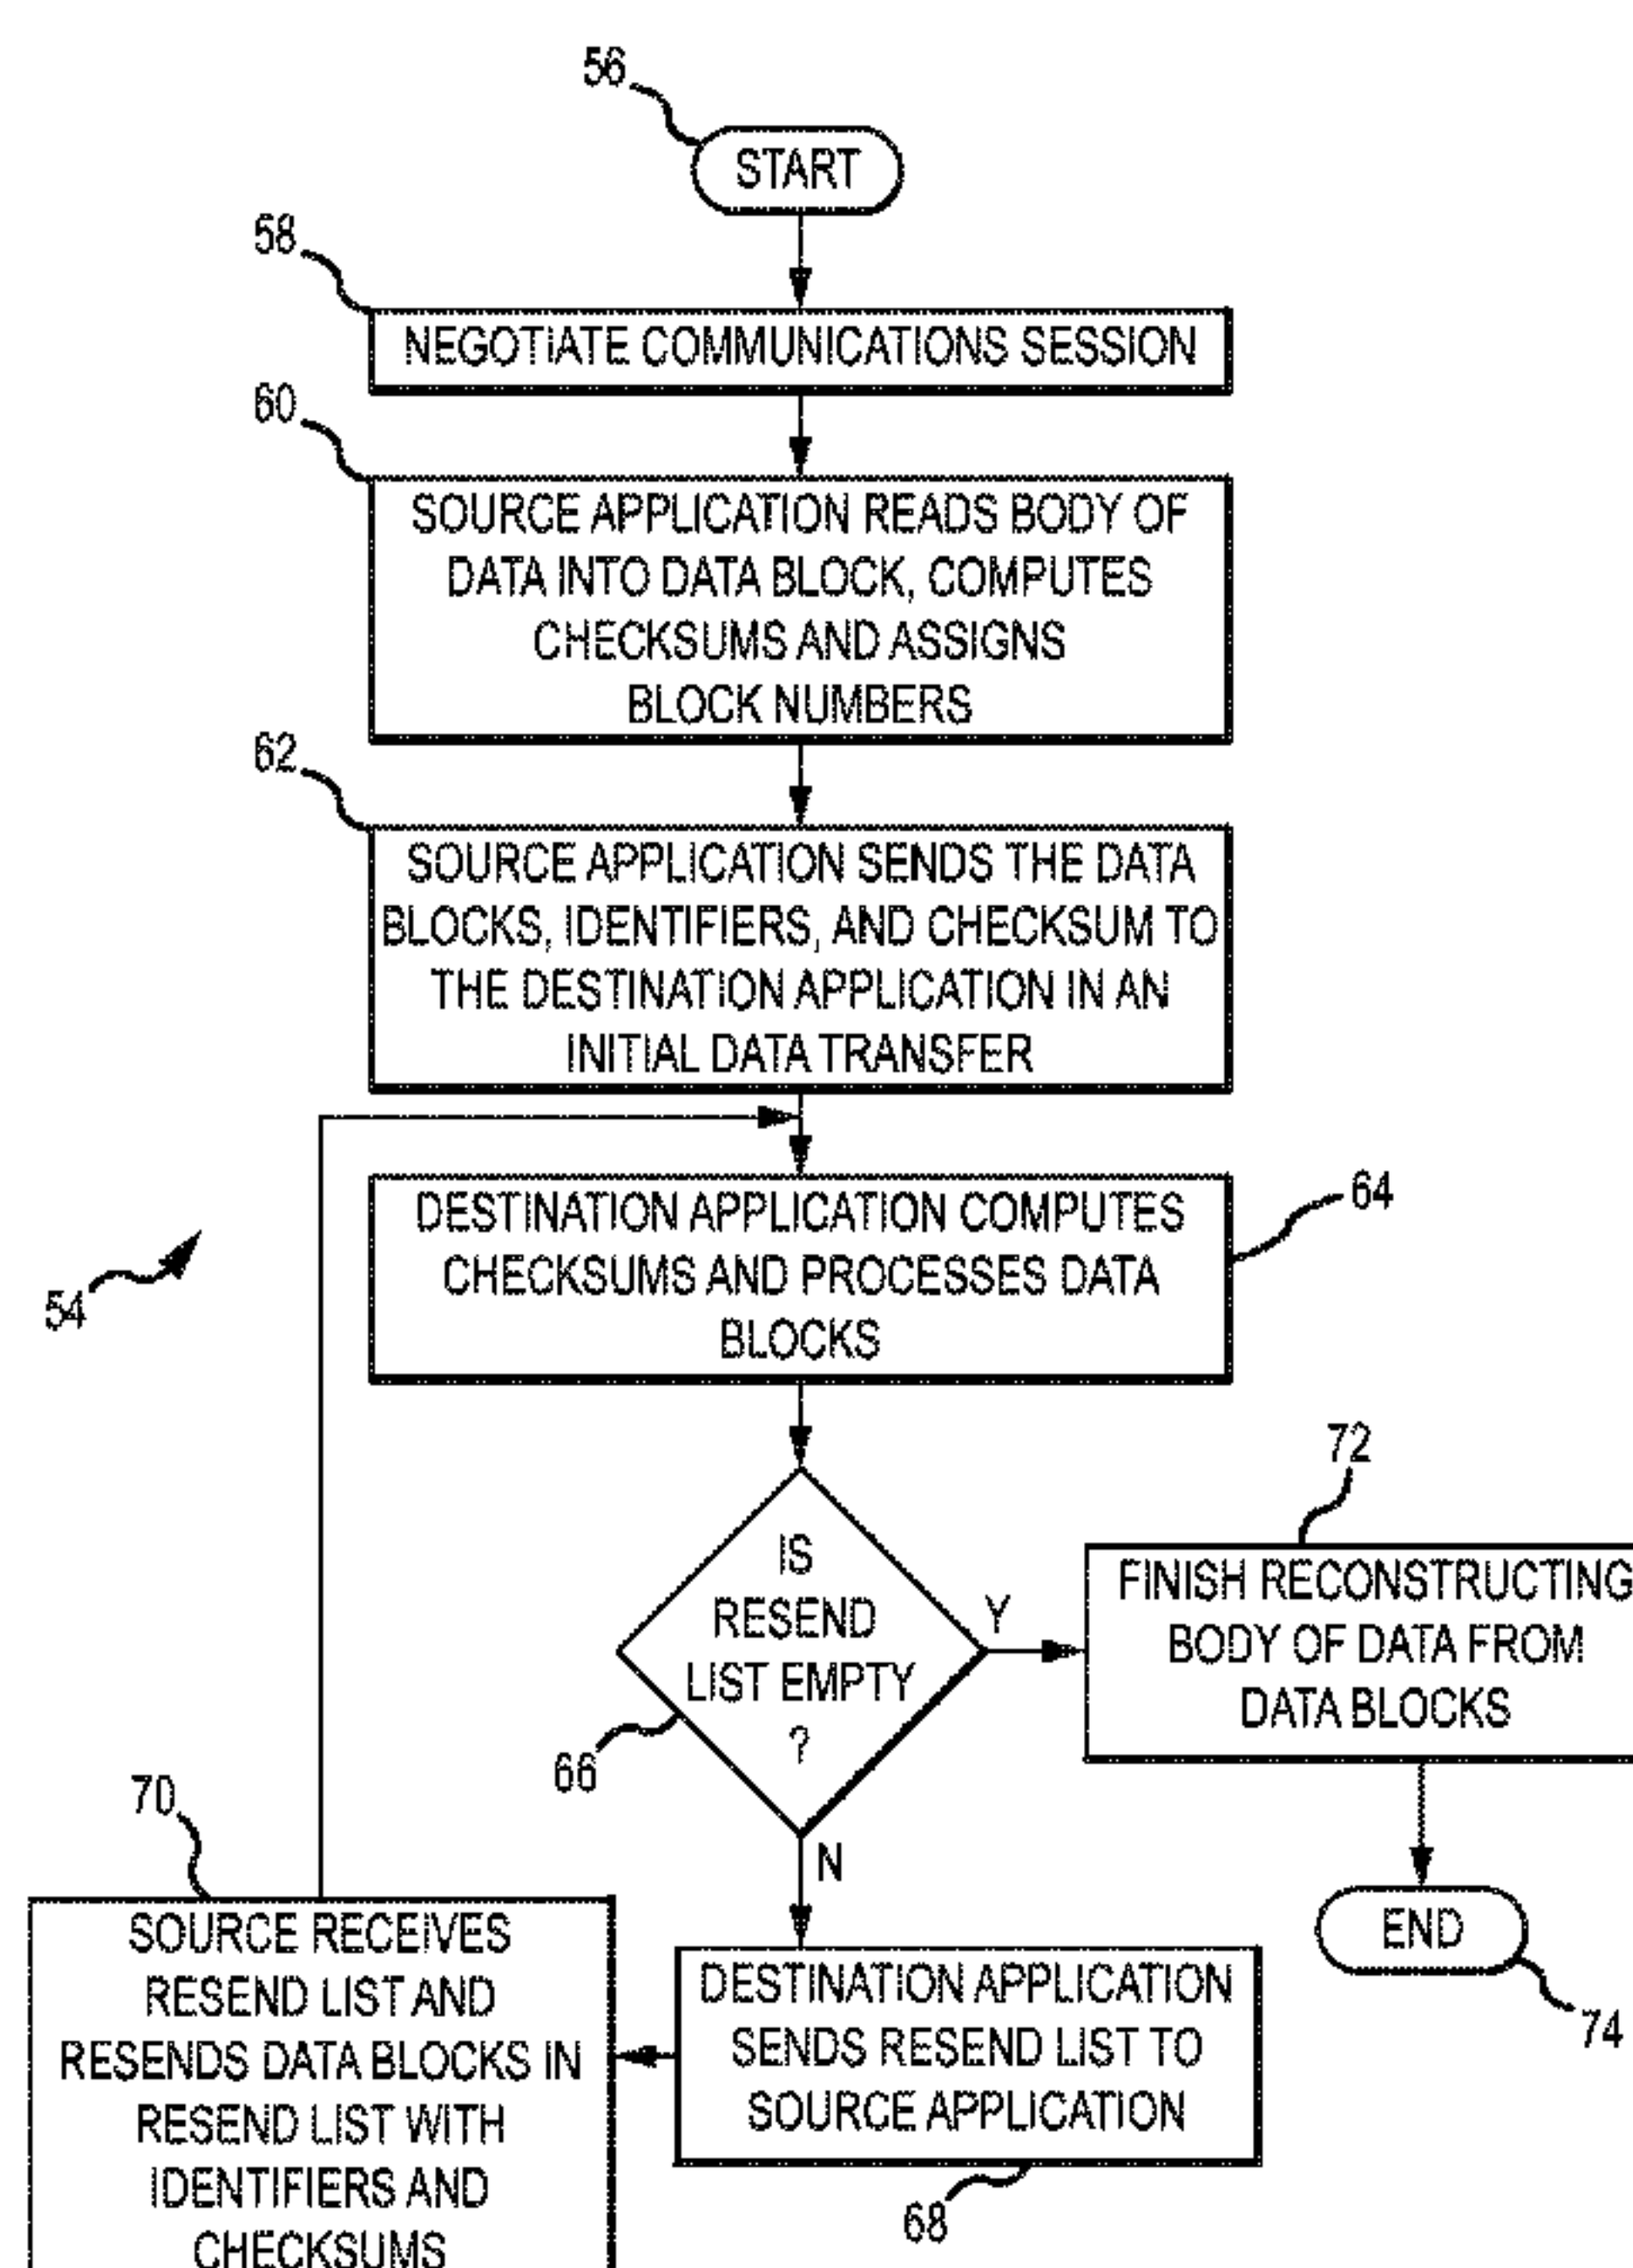 56
START
58
NEGOTIATE COMMUNICATIONS SESSION
60
SOURCE APPLICATION READS BODY OF
DATA INTO DATA BLOCK, COMPUTES
CHECKSUMS AND ASSIGNS
BLOCK NUMBERS
62
SOURCE APPLICATION SENDS THE DATA
BLOCKS, IDENTIFIERS, AND CHECKSUM TO
THE DESTINATION APPLICATION IN AN
INITIAL DATA TRANSFER
64
DESTINATION APPLICATION COMPUTES
CHECKSUMS AND PROCESSES DATA
BLOCKS
54
66
IS
RESEND
LIST EMPTY
?
Y
N
72
FINISH RECONSTRUCTING
BODY OF DATA FROM
DATA BLOCKS
END
74
70
SOURCE RECEIVES
RESEND LIST AND
RESENDS DATA BLOCKS IN
RESEND LIST WITH
IDENTIFIERS AND
CHECKSUMS
DESTINATION APPLICATION
SENDS RESEND LIST TO
SOURCE APPLICATION
68